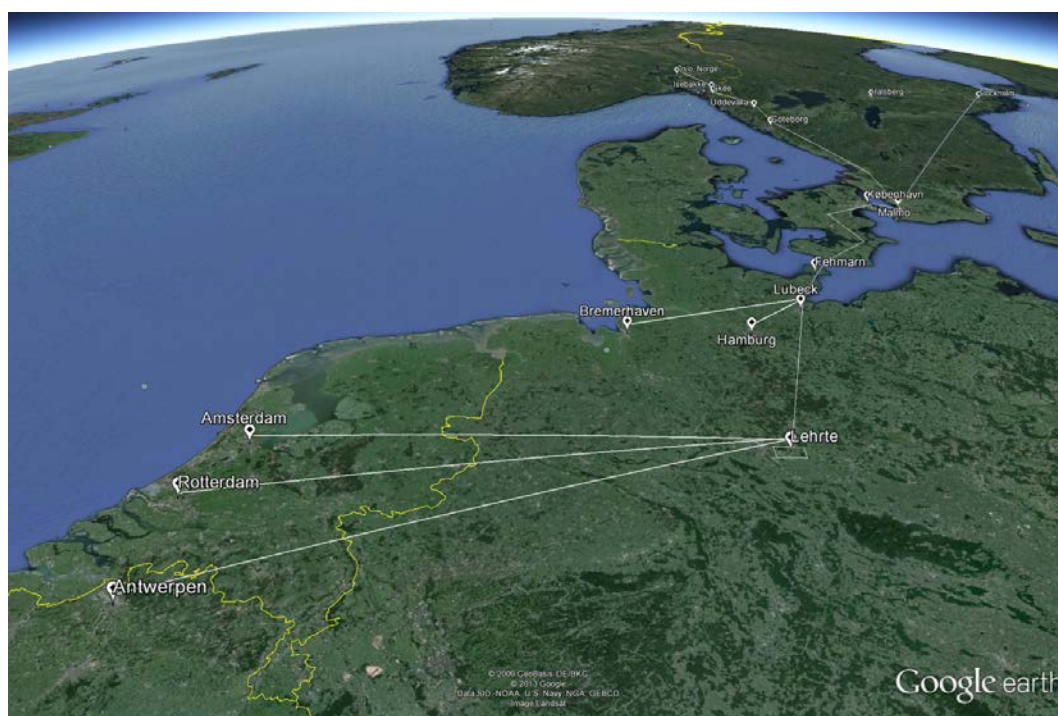 Oslo, Norge
Isebakke
Skee
Uddevalla
Göteborg
Halsberg
Stockholm
København
Malmö
Fehmarn
Lubeck
Bremerhaven
Hamburg
Amsterdam
Lehrte
Rotterdam
Antwerpen
© 2009 GeoBasis-DE/BKG
© 2013 Google
Data SIO, NOAA, U.S. Navy, NGA, GEBCO
Image Landsat
Google earth